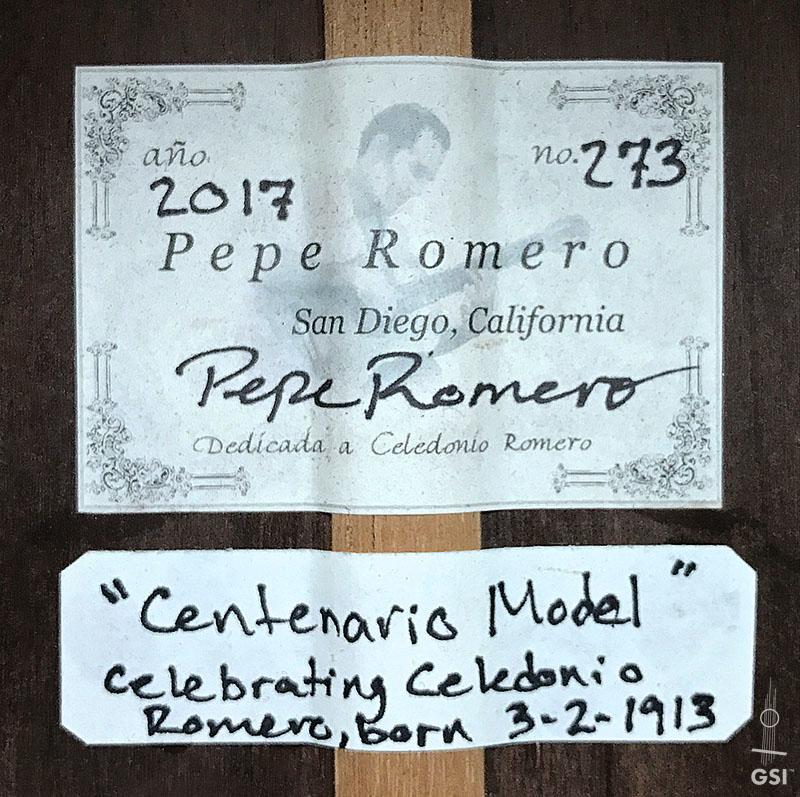 año no. 273
2017
Pepe Romero
San Diego, California
Pepe Romero
Dedicada a Celedonio Romero
"Centenario Model"
Celebrating Celedonio
Romero, born 3-2-1913
GSI